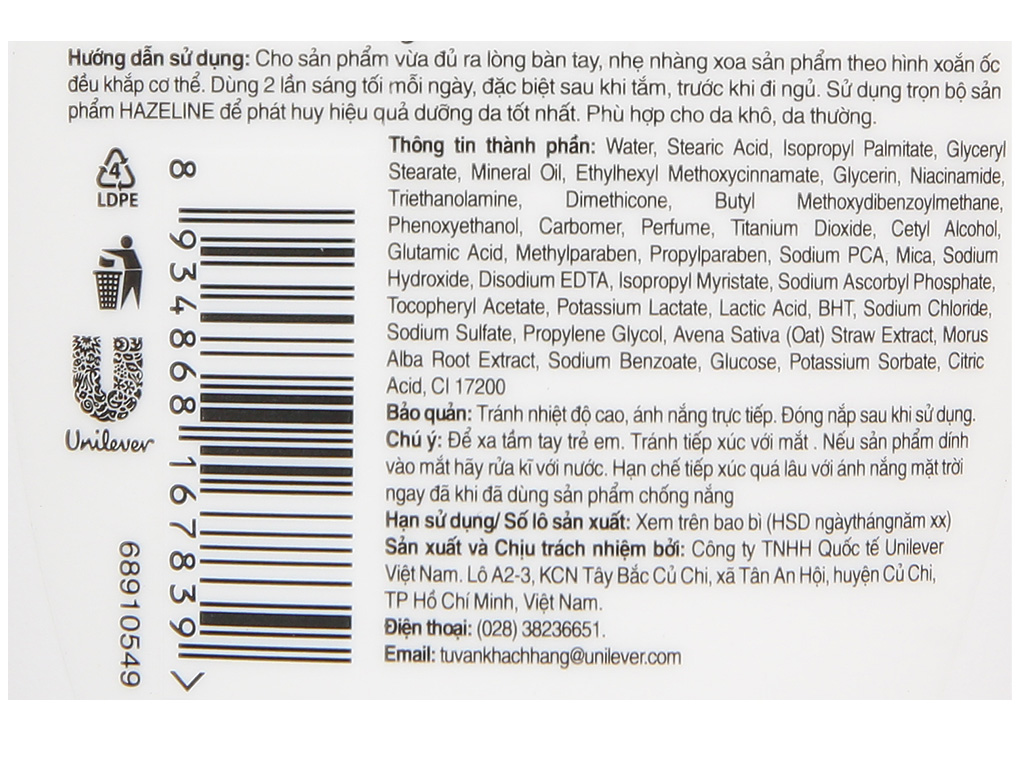 Hướng dẫn sử dụng: Cho sản phẩm vừa đủ ra lòng bàn tay, nhẹ nhàng xoa sản phẩm theo hình xoắn ốc
đều khắp cơ thể. Dùng 2 lần sáng tối mỗi ngày, đặc biệt sau khi tắm, trước khi đi ngủ. Sử dụng trọn bộ sản
phẩm HAZELINE để phát huy hiệu quả dưỡng da tốt nhất. Phù hợp cho da khô, da thường.
4
LDPE
Unilever
68910549
8 934868 167839 >
Thông tin thành phần: Water, Stearic Acid, Isopropyl Palmitate, Glyceryl
Stearate, Mineral Oil, Ethylhexyl Methoxycinnamate, Glycerin, Niacinamide,
Triethanolamine, Dimethicone, Butyl Methoxydibenzoylmethane,
Phenoxyethanol, Carbomer, Perfume, Titanium Dioxide, Cetyl Alcohol,
Glutamic Acid, Methylparaben, Propylparaben, Sodium PCA, Mica, Sodium
Hydroxide, Disodium EDTA, Isopropyl Myristate, Sodium Ascorbyl Phosphate,
Tocopheryl Acetate, Potassium Lactate, Lactic Acid, BHT, Sodium Chloride,
Sodium Sulfate, Propylene Glycol, Avena Sativa (Oat) Straw Extract, Morus
Alba Root Extract, Sodium Benzoate, Glucose, Potassium Sorbate, Citric
Acid, CI 17200
Bảo quản: Tránh nhiệt độ cao, ánh nắng trực tiếp. Đóng nắp sau khi sử dụng.
Chú ý: Để xa tầm tay trẻ em. Tránh tiếp xúc với mắt . Nếu sản phẩm dính
vào mắt hãy rửa kĩ với nước. Hạn chế tiếp xúc quá lâu với ánh nắng mặt trời
ngay đã khi đã dùng sản phẩm chống nắng
Hạn sử dụng/ Số lô sản xuất: Xem trên bao bì (HSD ngàythángnăm xx)
Sản xuất và Chịu trách nhiệm bởi: Công ty TNHH Quốc tế Unilever
Việt Nam. Lô A2-3, KCN Tây Bắc Củ Chi, xã Tân An Hội, huyện Củ Chi,
TP Hồ Chí Minh, Việt Nam.
Điện thoại: (028) 38236651.
Email: tuvankhachhang@unilever.com